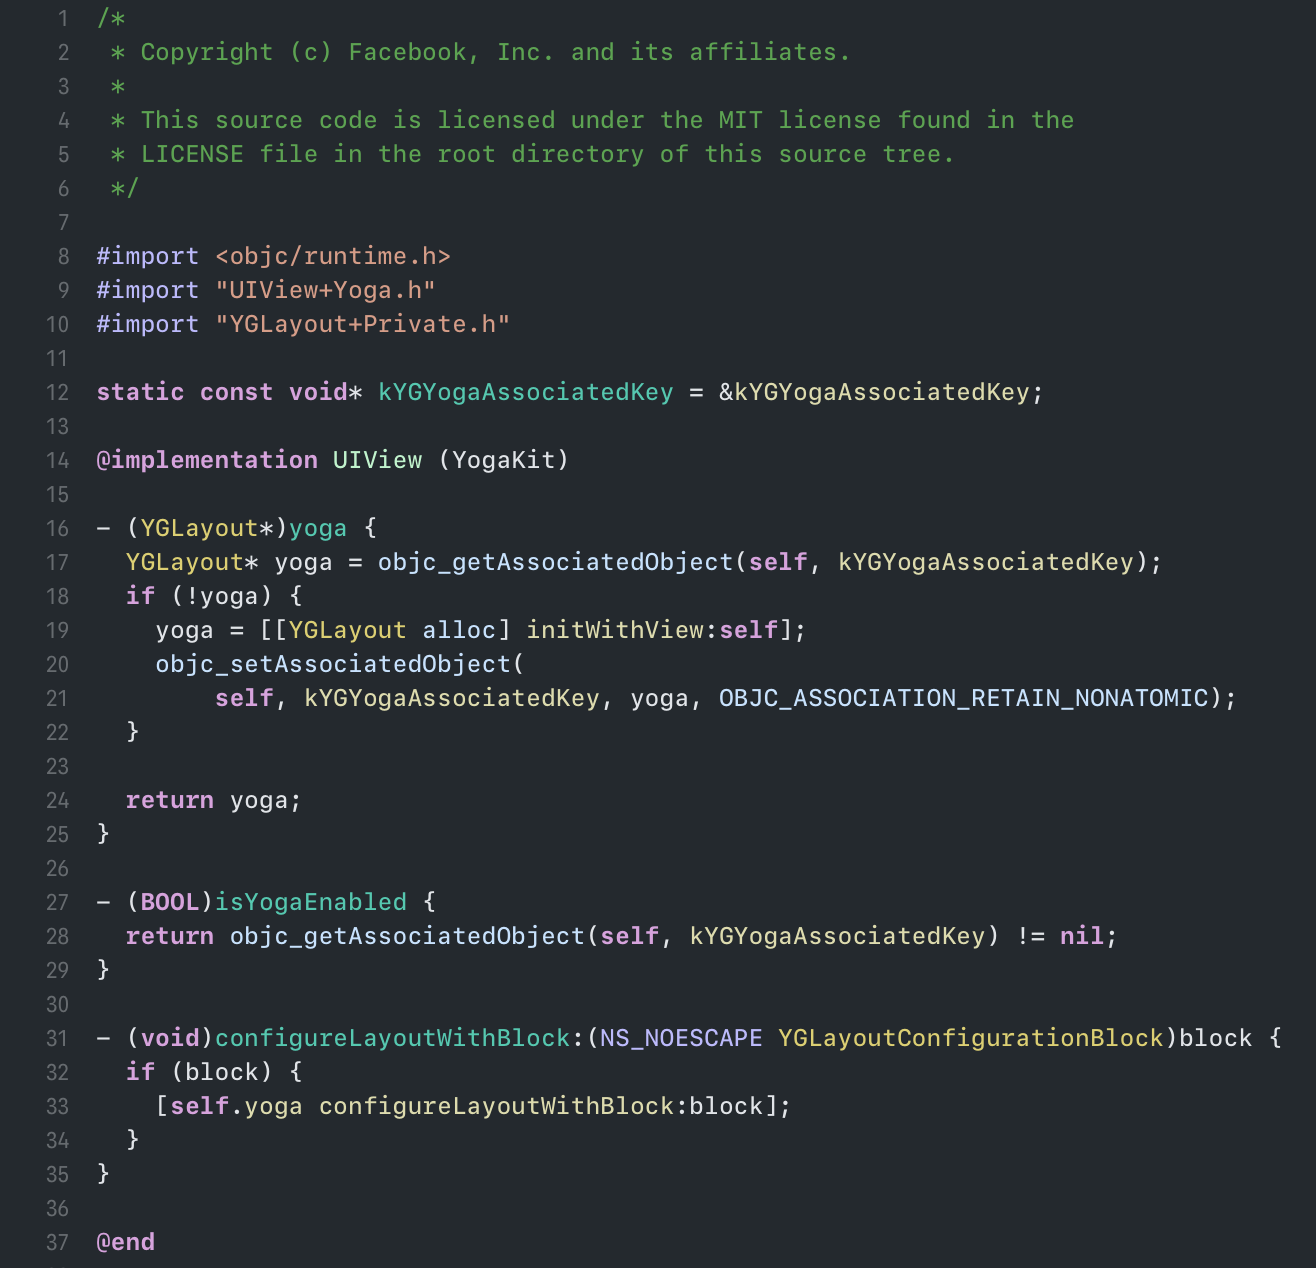 1 /*
2  * Copyright (c) Facebook, Inc. and its affiliates.
3  *
4  * This source code is licensed under the MIT license found in the
5  * LICENSE file in the root directory of this source tree.
6  */
7
8 #import <objc/runtime.h>
9 #import "UIView+Yoga.h"
10 #import "YGLayout+Private.h"
11
12 static const void* kYGYogaAssociatedKey = &kYGYogaAssociatedKey;
13
14 @implementation UIView (YogaKit)
15
16 - (YGLayout*)yoga {
17   YGLayout* yoga = objc_getAssociatedObject(self, kYGYogaAssociatedKey);
18   if (!yoga) {
19     yoga = [[YGLayout alloc] initWithView:self];
20     objc_setAssociatedObject(
21         self, kYGYogaAssociatedKey, yoga, OBJC_ASSOCIATION_RETAIN_NONATOMIC);
22   }
23
24   return yoga;
25 }
26
27 - (BOOL)isYogaEnabled {
28   return objc_getAssociatedObject(self, kYGYogaAssociatedKey) != nil;
29 }
30
31 - (void)configureLayoutWithBlock:(NS_NOESCAPE YGLayoutConfigurationBlock)block {
32   if (block) {
33     [self.yoga configureLayoutWithBlock:block];
34   }
35 }
36
37 @end